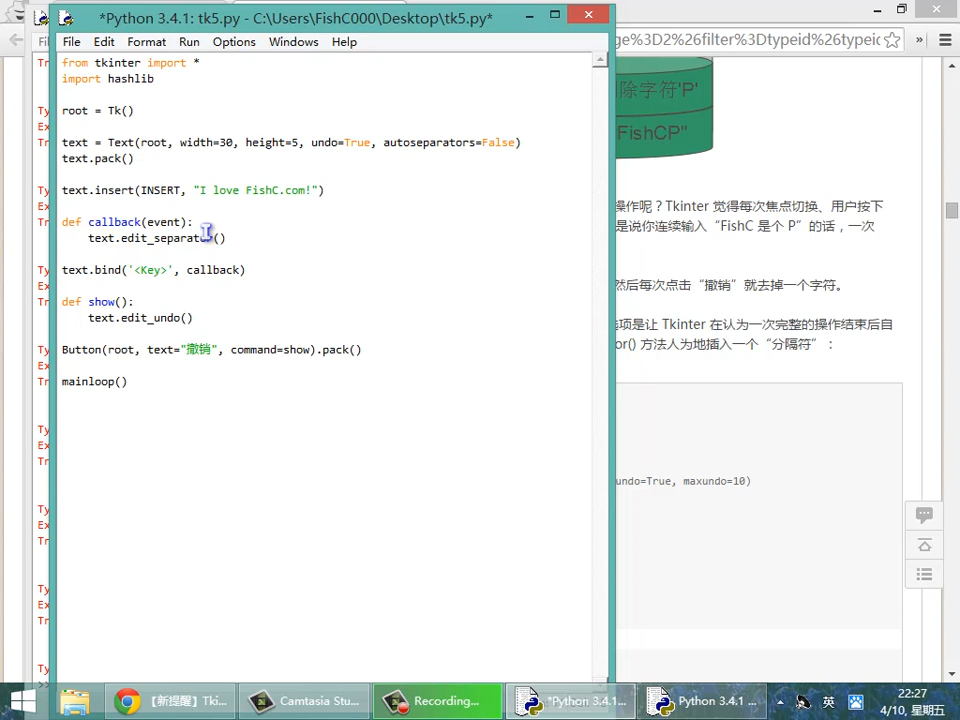 *Python 3.4.1: tk5.py - C:\Users\FishC000\Desktop\tk5.py*
File Edit Format Run Options Windows Help
ge%3D2%26filter%3Dtypeid%26typeic
from tkinter import *
import hashlib
root = Tk()
text = Text(root, width=30, height=5, undo=True, autoseparators=False)
text.pack()
text.insert(INSERT, "I love FishC.com!")
def callback(event):
text.edit_separator()
text.bind('<Key>', callback)
def show():
text.edit_undo()
Button(root, text="撤销", command=show).pack()
mainloop()
除字符'P'
FishCP"
操作呢？Tkinter 觉得每次焦点切换、用户按下
是说你连续输入“FishC 是个 P”的话，一次
然后每次点击“撤销”就去掉一个字符。
选项是让 Tkinter 在认为一次完整的操作结束后自
or() 方法人为地插入一个“分隔符”：
undo=True, maxundo=10)
【新提醒】Tki...
Camtasia Stu...
Recording...
*Python 3.4.1...
Python 3.4.1 ...
英
22:27
4/10, 星期五